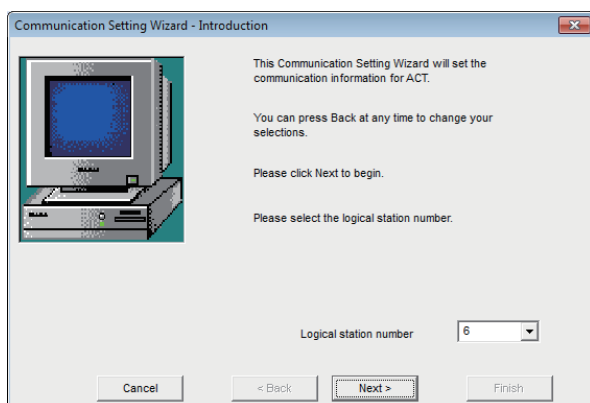 Communication Setting Wizard - Introduction
This Communication Setting Wizard will set the
communication information for ACT.
You can press Back at any time to change your
selections.
Please click Next to begin.
Please select the logical station number.
Logical station number
6
Cancel
< Back
Next >
Finish